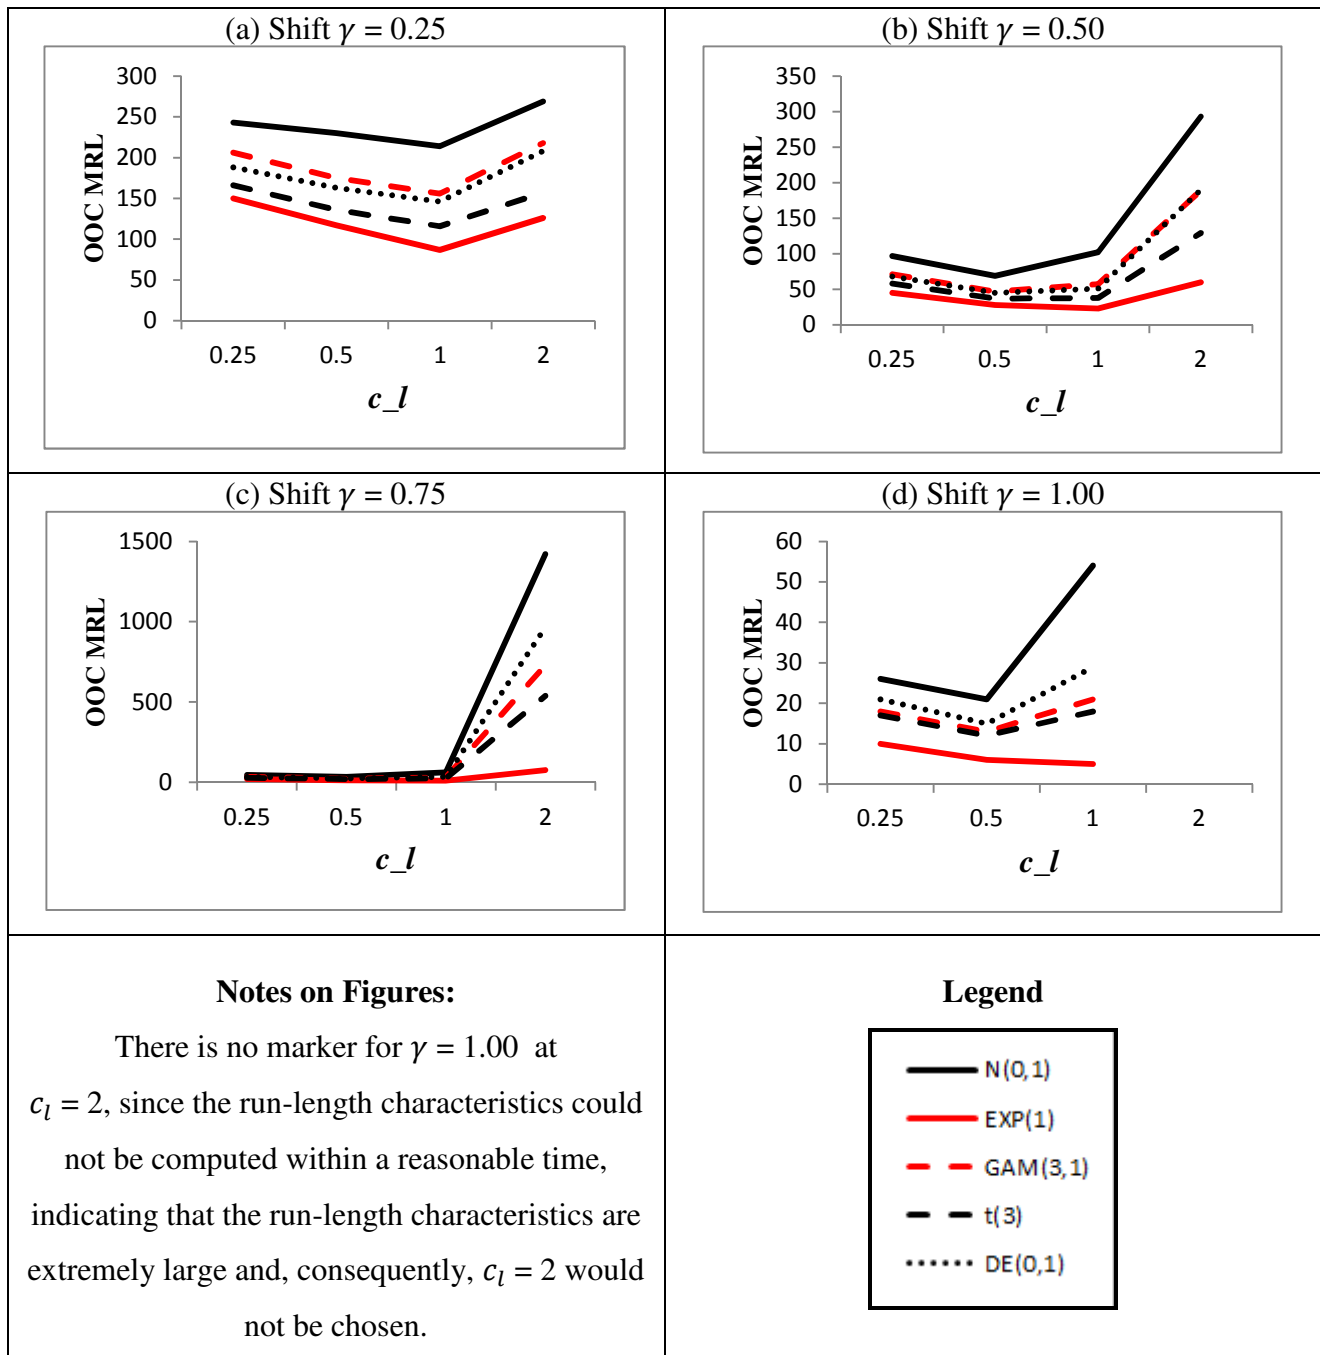 (a) Shift γ = 0.25
300
250
200
150
100
50
0
OOC MRL
0.25 0.5 1 2
c_l
(b) Shift γ = 0.50
350
300
250
200
150
100
50
0
OOC MRL
0.25 0.5 1 2
c_l
(c) Shift γ = 0.75
1500
1000
500
0
OOC MRL
0.25 0.5 1 2
c_l
(d) Shift γ = 1.00
60
50
40
30
20
10
0
OOC MRL
0.25 0.5 1 2
c_l
Notes on Figures:
There is no marker for γ = 1.00 at
c_l = 2, since the run-length characteristics could
not be computed within a reasonable time,
indicating that the run-length characteristics are
extremely large and, consequently, c_l = 2 would
not be chosen.
Legend
N(0,1)
EXP(1)
GAM(3,1)
t(3)
DE(0,1)